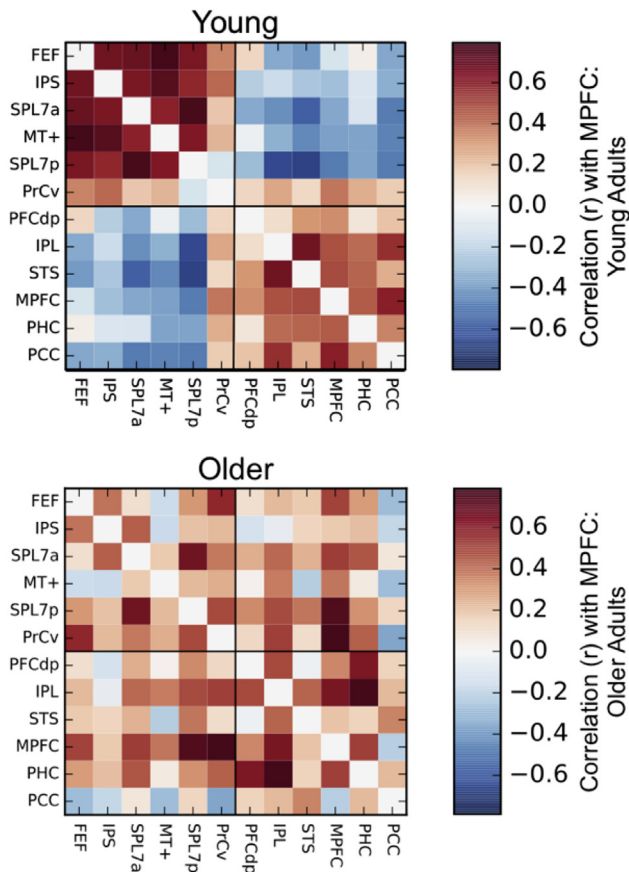 Young
FEF
IPS
SPL7a
MT+
SPL7p
PrCv
PFCdp
IPL
STS
MPFC
PHC
PCC
FEF
IPS
SPL7a
MT+
SPL7p
PrCv
PFCdp
IPL
STS
MPFC
PHC
PCC
0.6
0.4
0.2
0.0
−0.2
−0.4
−0.6
Correlation (r) with MPFC:
Young Adults
Older
FEF
IPS
SPL7a
MT+
SPL7p
PrCv
PFCdp
IPL
STS
MPFC
PHC
PCC
FEF
IPS
SPL7a
MT+
SPL7p
PrCv
PFCdp
IPL
STS
MPFC
PHC
PCC
0.6
0.4
0.2
0.0
−0.2
−0.4
−0.6
Correlation (r) with MPFC:
Older Adults